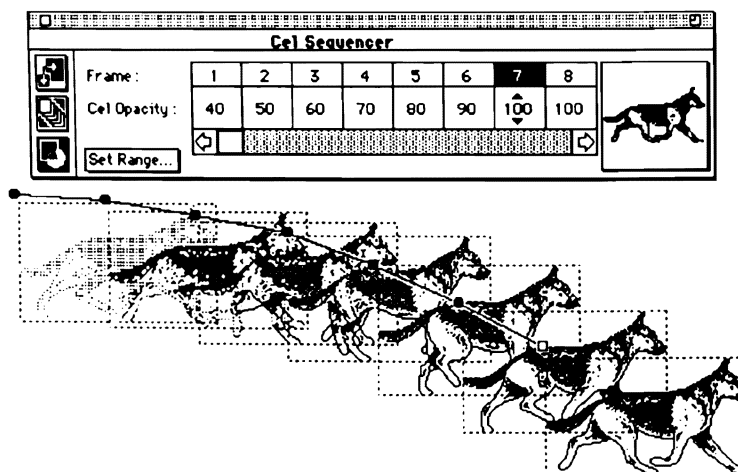 Cel Sequencer
Frame : 1 2 3 4 5 6 7 8
Cel Opacity : 40 50 60 70 80 90 100 100
Set Range...